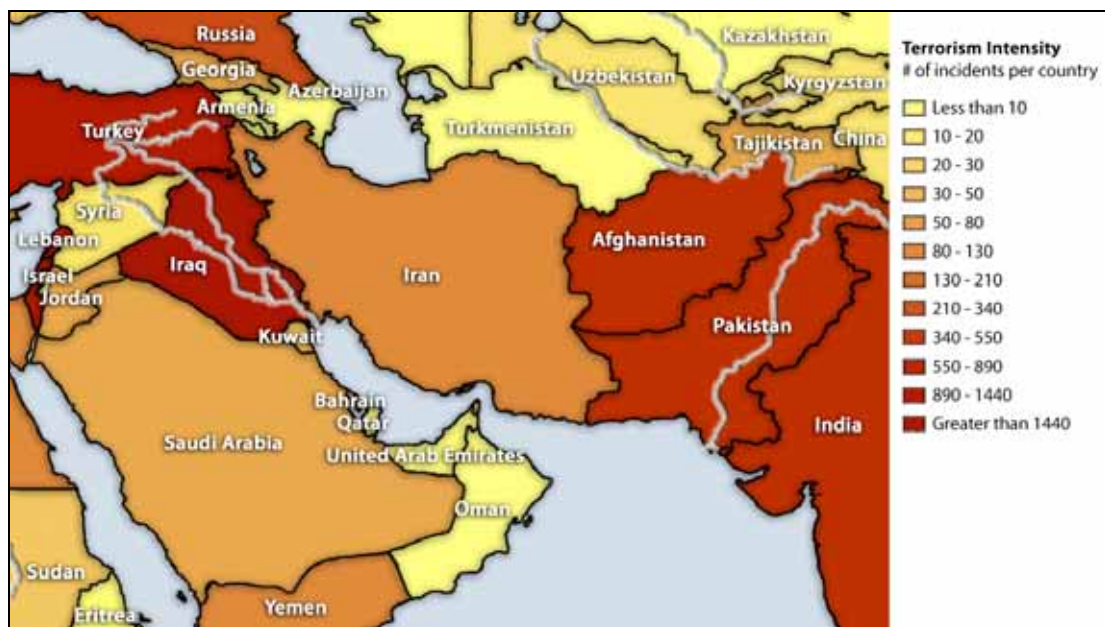 Russia
Kazakhstan
Georgia
Uzbekistan
Kyrgyzstan
Azerbaijan
Armenia
Turkey
Turkmenistan
Tajikistan
China
Syria
Lebanon
Afghanistan
Iraq
Israel
Iran
Jordan
Pakistan
Kuwait
Bahrain
Qatar
India
Saudi Arabia
United Arab Emirates
Oman
Sudan
Yemen
Eritrea
Terrorism Intensity
# of incidents per country
Less than 10
10 - 20
20 - 30
30 - 50
50 - 80
80 - 130
130 - 210
210 - 340
340 - 550
550 - 890
890 - 1440
Greater than 1440